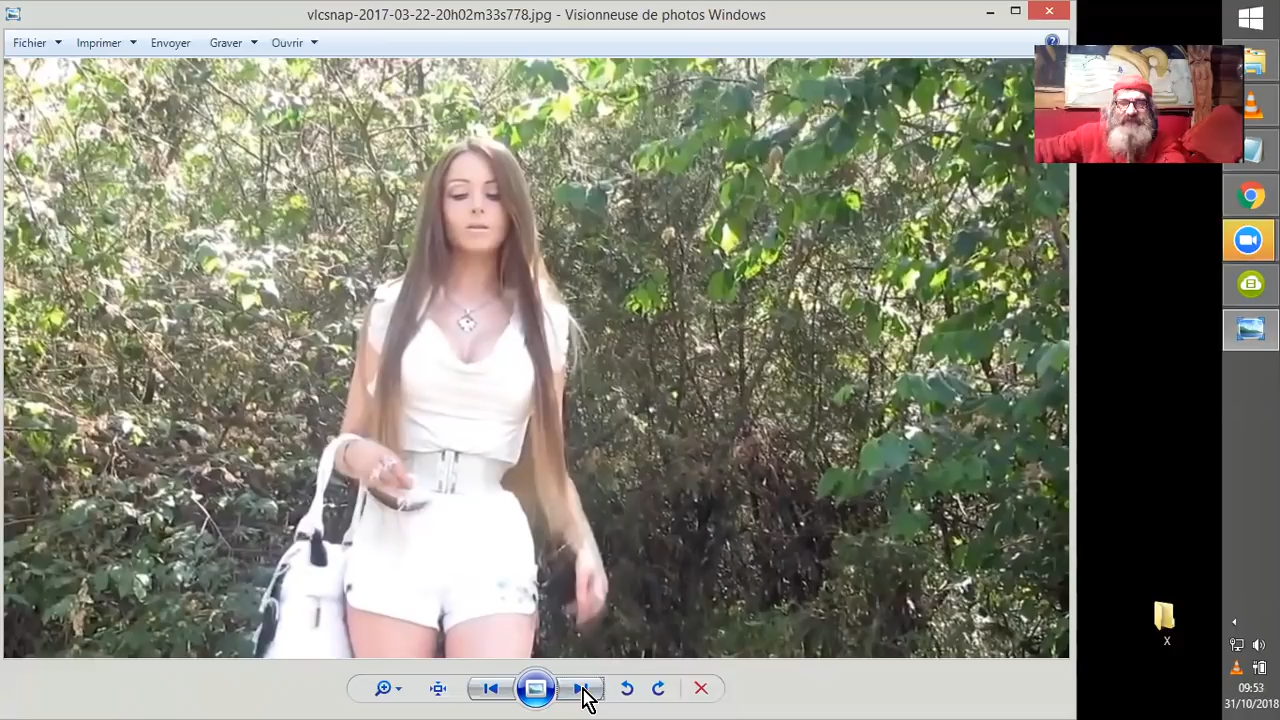 vlcsnap-2017-03-22-20h02m33s778.jpg - Visionneuse de photos Windows
Fichier Imprimer Envoyer Graver Ouvrir
X
09:53
31/10/2018